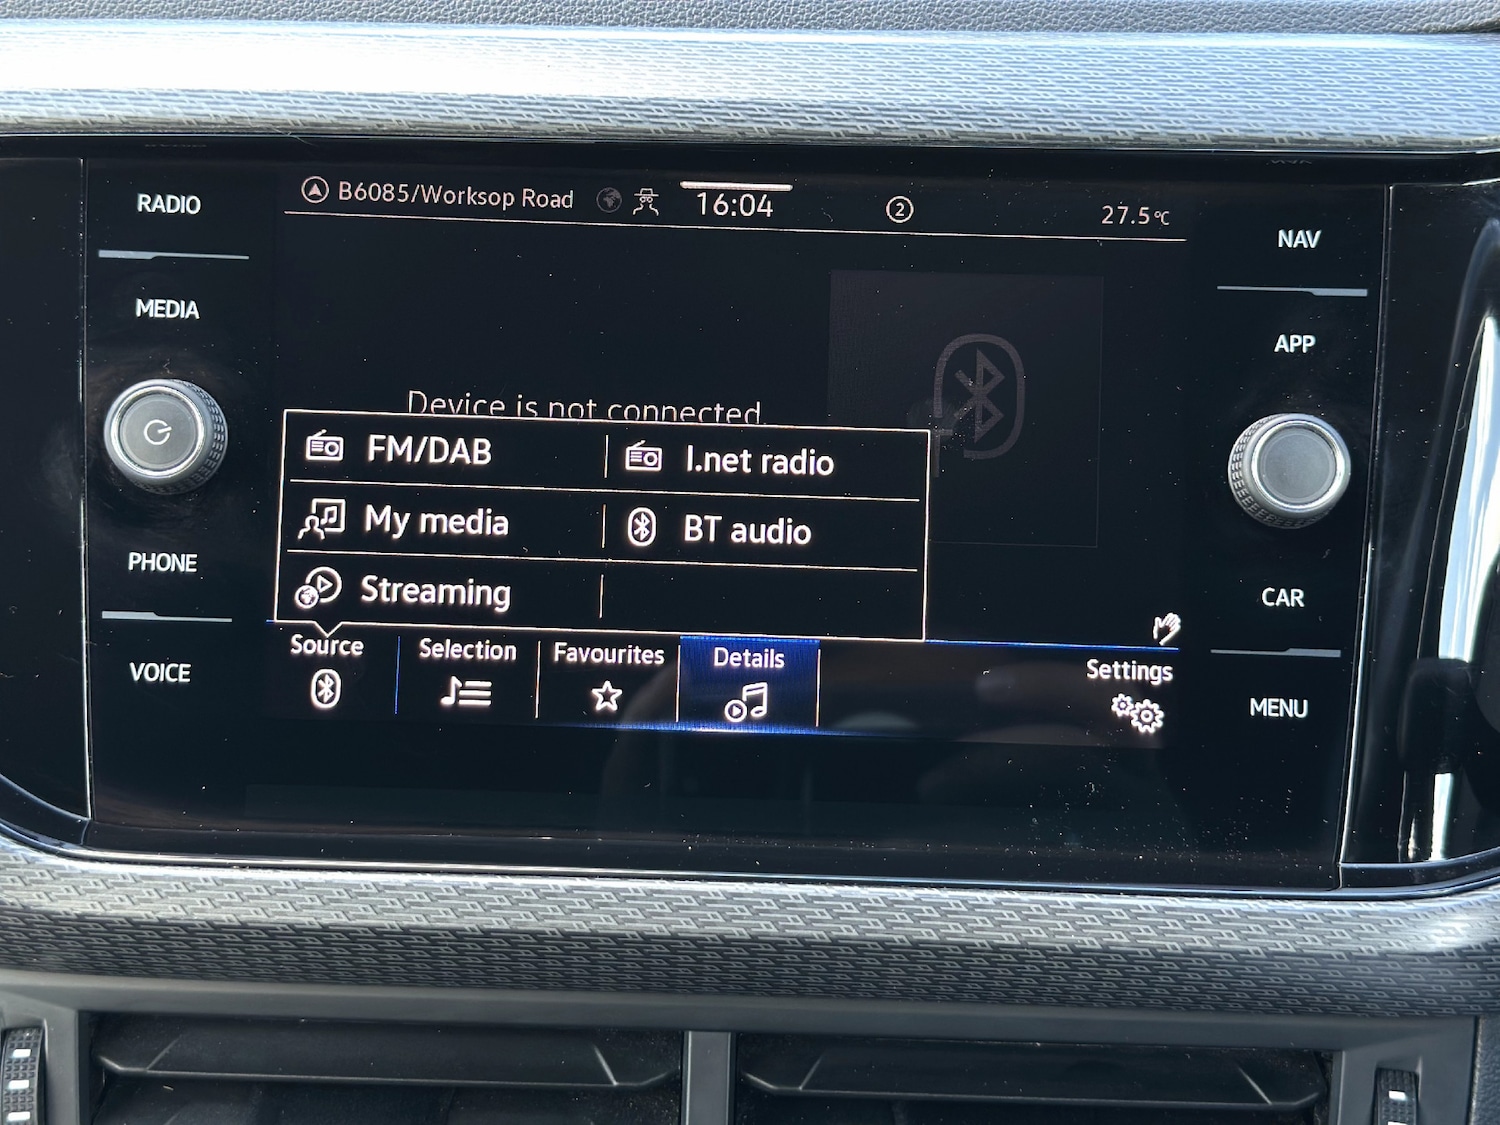 RADIO
MEDIA
PHONE
VOICE
B6085/Worksop Road
16:04
2
27.5°C
Device is not connected.
FM/DAB
I.net radio
My media
BT audio
Streaming
Source
Selection
Favourites
Details
Settings
NAV
APP
CAR
MENU